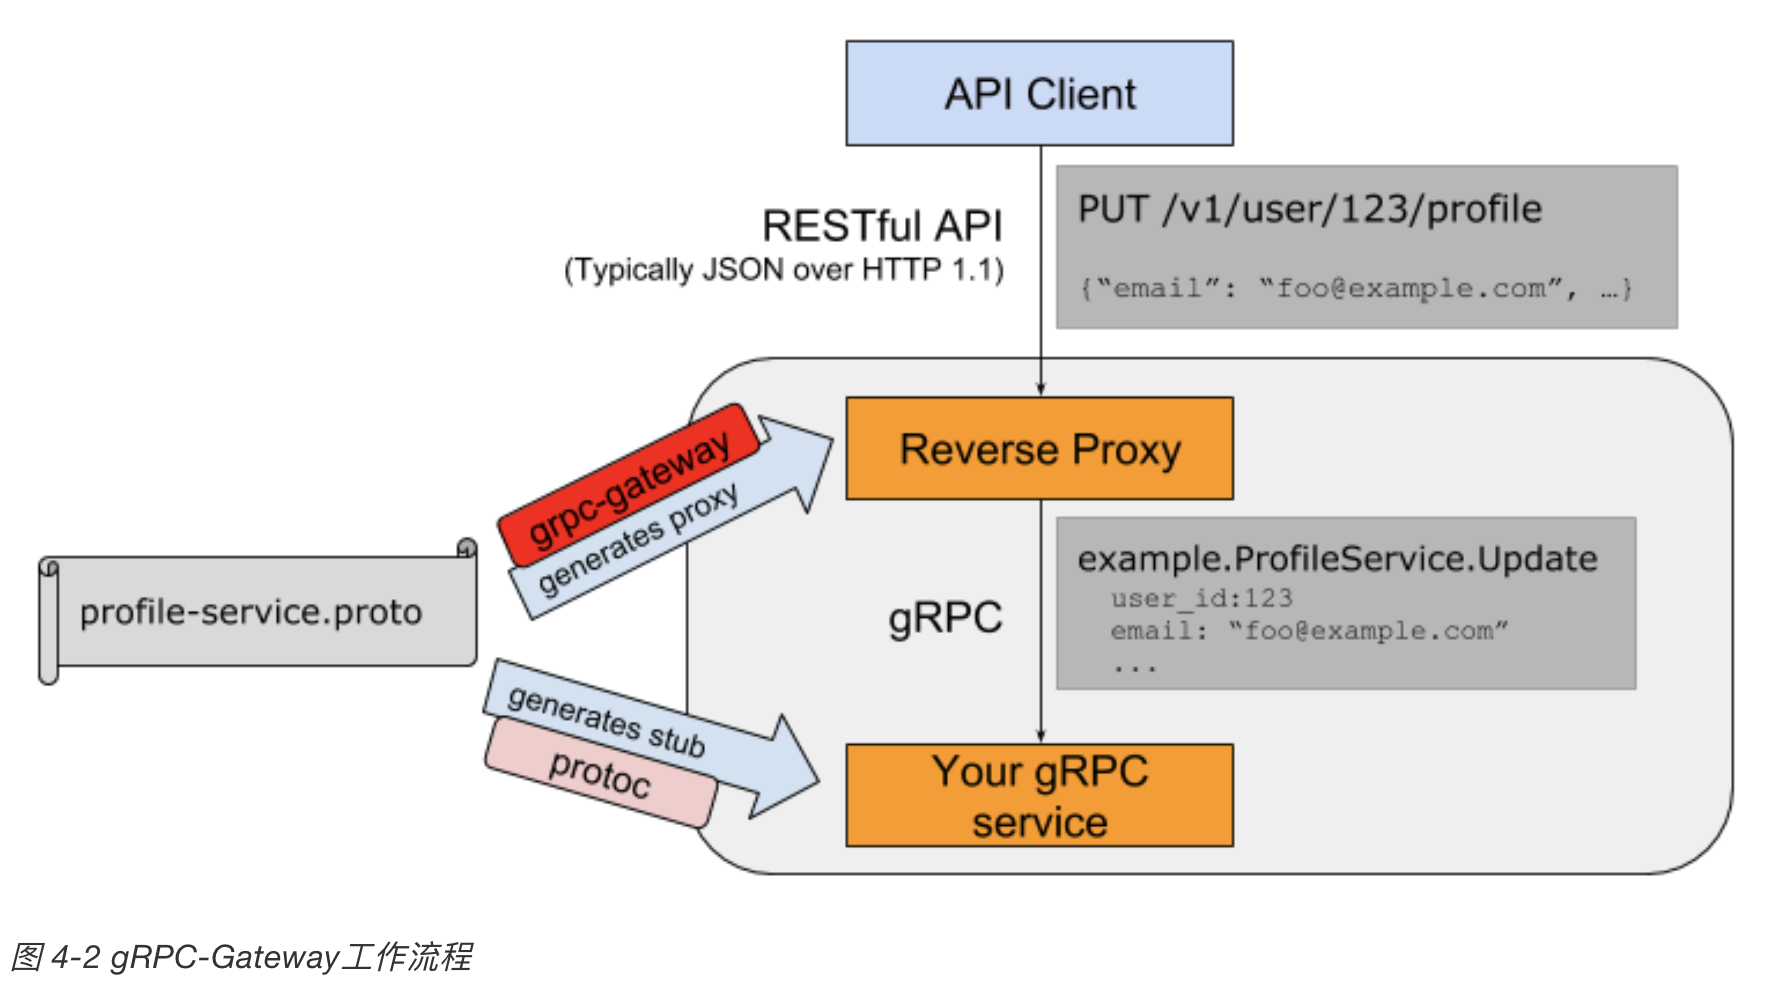 API Client
RESTful API
(Typically JSON over HTTP 1.1)
PUT /v1/user/123/profile
{“email”: “foo@example.com”, …}
Reverse Proxy
grpc-gateway
generates proxy
profile-service.proto
gRPC
example.ProfileService.Update
user_id:123
email: “foo@example.com”
...
generates stub
protoc
Your gRPC
service
图 4-2 gRPC-Gateway工作流程